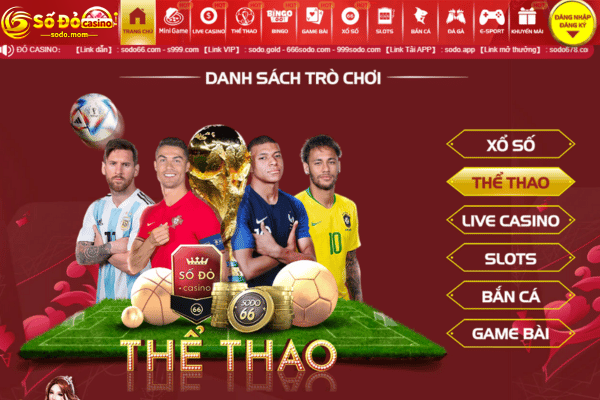 Số Đỏ casino
sodo.mom
TRANG CHỦ
Mini Game
HOT
LIVE CASINO
HOT
THỂ THAO
BINGO
BINGO
GAME BÀI
XỔ SỐ
SLOTS
BẮN CÁ
ĐÁ GÀ
E-SPORT
KHUYẾN MÃI
ĐĂNG NHẬP
ĐĂNG KÝ
ĐỎ CASINO: 【Link dẫn】 : sodo66.com - s999.com 【Link VIP】 : sodo.gold - 666sodo.com - 999sodo.com 【Link Tải APP】 : sodo.app 【Link mở thưởng】 : sodo678.co
DANH SÁCH TRÒ CHƠI
XỔ SỐ
THỂ THAO
LIVE CASINO
SLOTS
BẮN CÁ
GAME BÀI
10
SỐ ĐỎ
casino
66
SODO
66
THỂ THAO